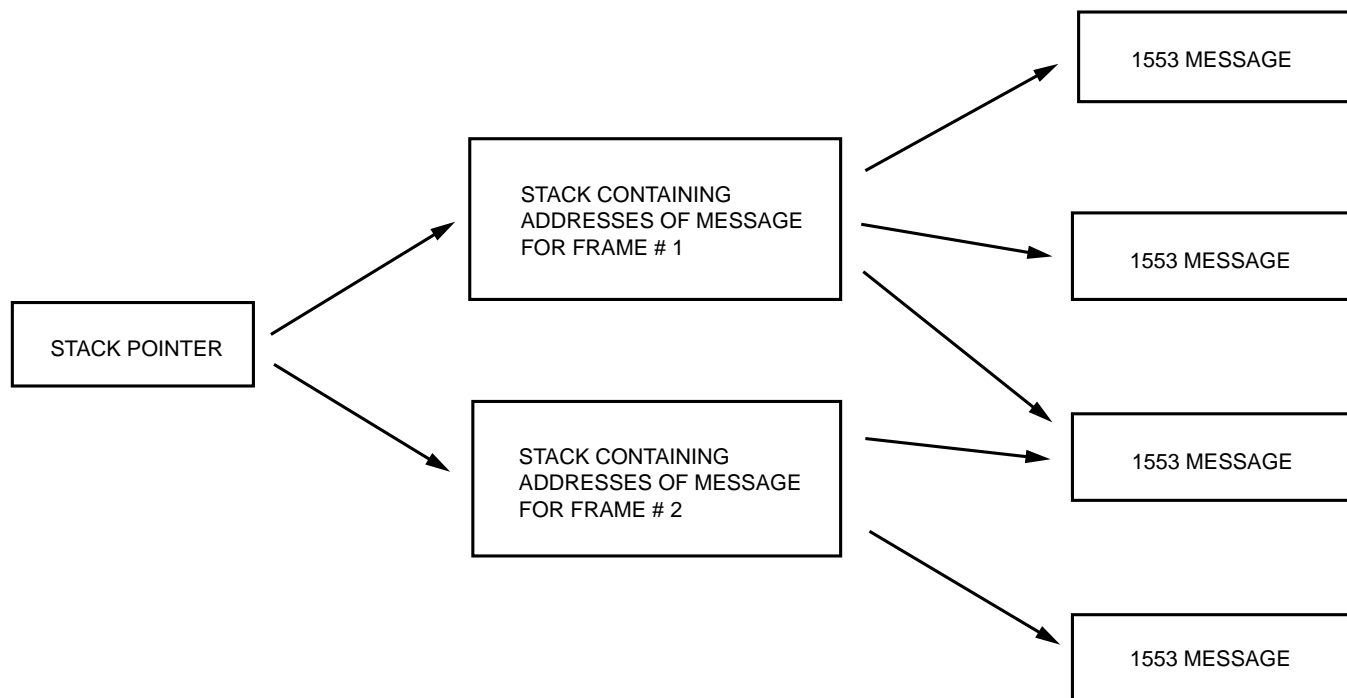 STACK POINTER
STACK CONTAINING
ADDRESSES OF MESSAGE
FOR FRAME # 1
STACK CONTAINING
ADDRESSES OF MESSAGE
FOR FRAME # 2
1553 MESSAGE
1553 MESSAGE
1553 MESSAGE
1553 MESSAGE